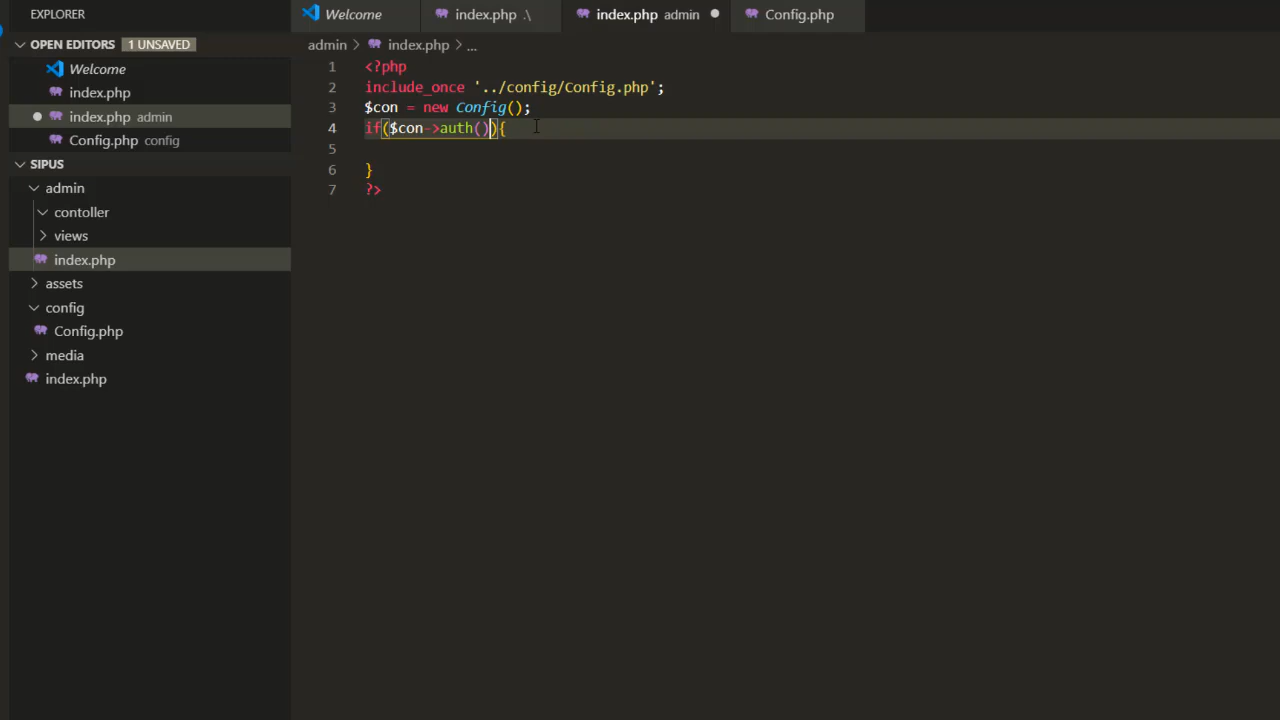 EXPLORER
OPEN EDITORS 1 UNSAVED
Welcome
index.php
index.php admin
Config.php config
SIPUS
admin
contoller
views
index.php
assets
config
Config.php
media
index.php
Welcome index.php .\ index.php admin Config.php
admin > index.php > ...
1 <?php
2 include_once '../config/Config.php';
3 $con = new Config();
4 if($con->auth()){
5
6 }
7 ?>